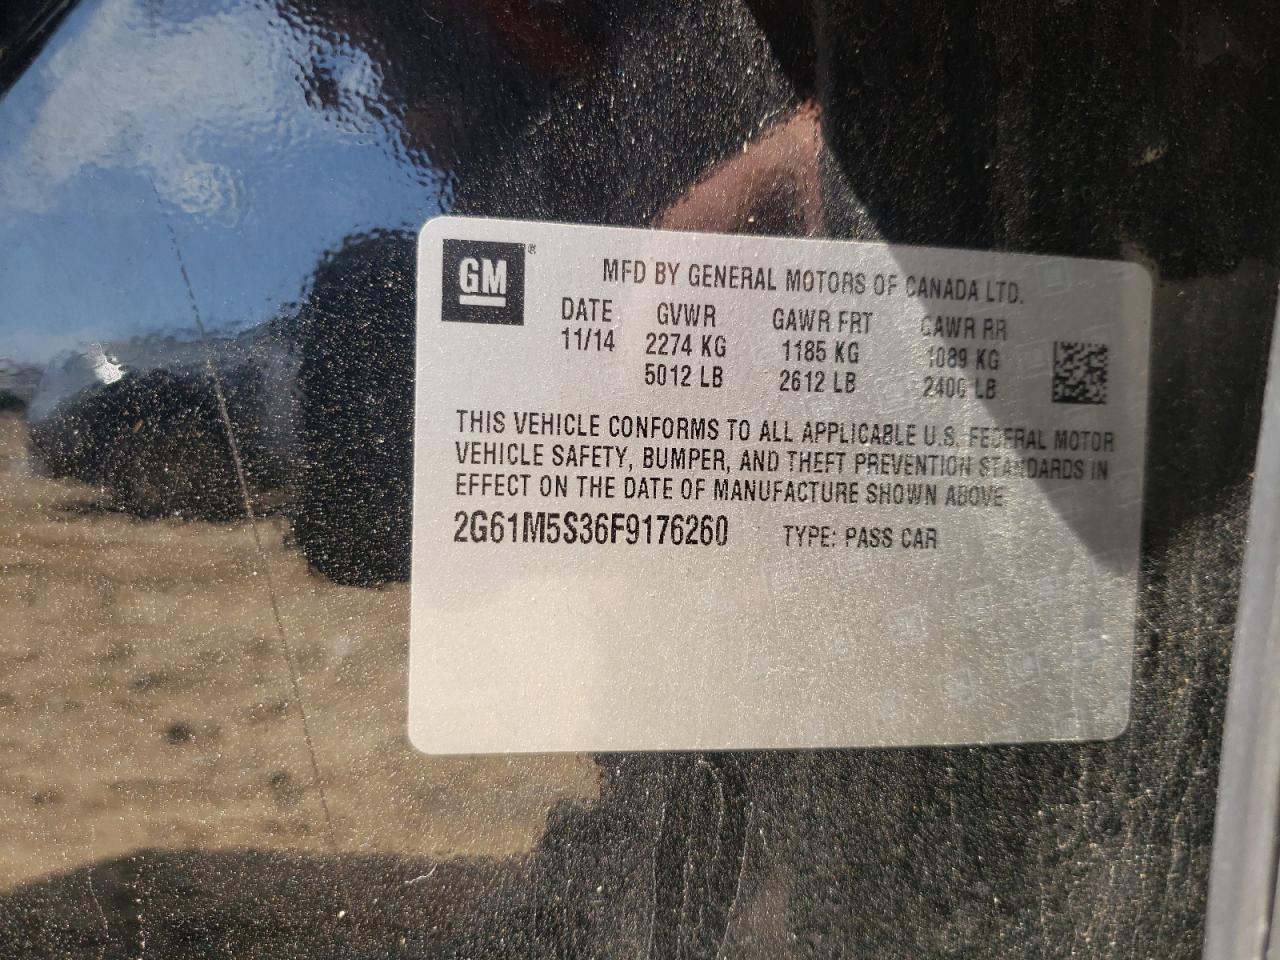 GM®
MFD BY GENERAL MOTORS OF CANADA LTD.
DATE GVWR GAWR FRT GAWR RR
11/14 2274 KG 1185 KG 1089 KG
5012 LB 2612 LB 2400 LB
THIS VEHICLE CONFORMS TO ALL APPLICABLE U.S. FEDERAL MOTOR
VEHICLE SAFETY, BUMPER, AND THEFT PREVENTION STANDARDS IN
EFFECT ON THE DATE OF MANUFACTURE SHOWN ABOVE
2G61M5S36F9176260 TYPE: PASS CAR